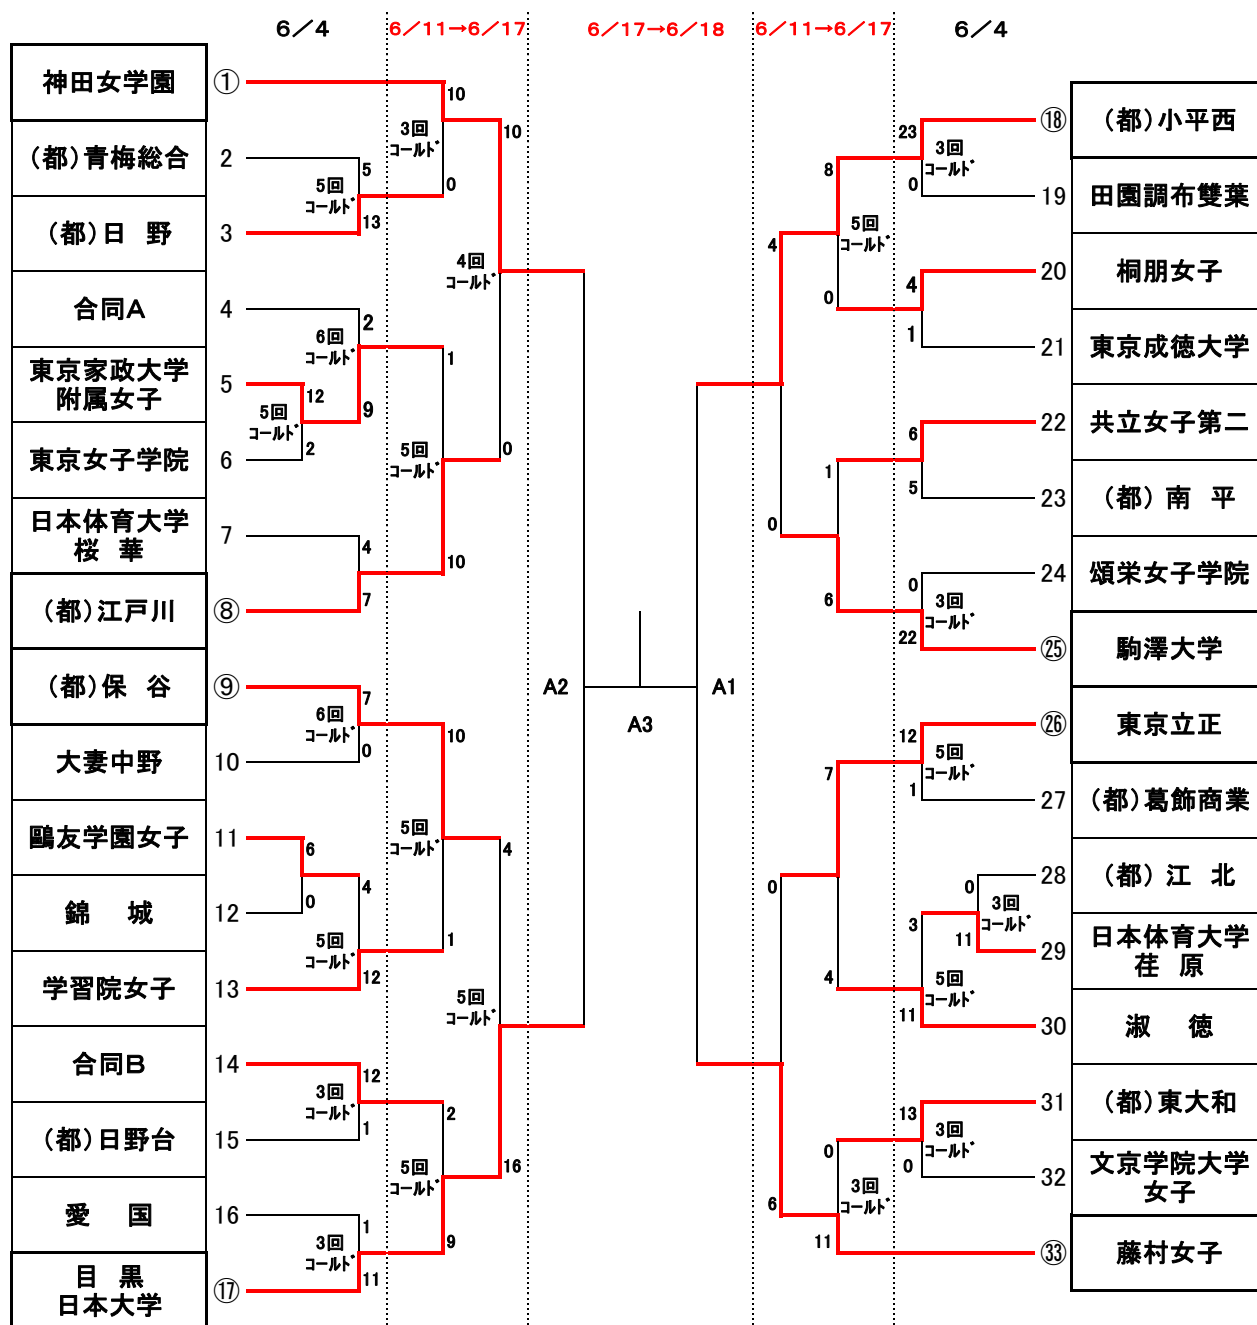 6/4
6/11→6/17
6/17→6/18
6/11→6/17
6/4
神田女学園
①
10
3回
コールド
10
(都)青梅総合
2
5
0
5回
コールド
(都)日 野
3
13
4回
コールド
合同A
4
2
6回
コールド
1
東京家政大学
附属女子
5
12
9
5回
コールド
東京女子学院
6
2
5回
コールド
0
日本体育大学
桜 華
7
4
10
(都)江戸川
⑧
7
(都)保 谷
⑨
7
6回
コールド
10
大妻中野
10
0
鷗友学園女子
11
6
5回
コールド
4
錦 城
12
0
4
5回
コールド
1
学習院女子
13
12
5回
コールド
合同B
14
12
3回
コールド
2
(都)日野台
15
1
5回
コールド
16
愛 国
16
1
3回
コールド
9
目 黒
日本大学
⑰
11
A2
A3
A1
23
⑱
(都)小平西
8
3回
コールド
0
19
田園調布雙葉
4
5回
コールド
0
4
20
桐朋女子
1
21
東京成徳大学
6
22
共立女子第二
1
5
23
(都)南 平
0
0
24
頌栄女子学院
6
3回
コールド
22
㉕
駒澤大学
12
㉖
東京立正
7
5回
コールド
1
27
(都)葛飾商業
0
0
28
(都)江 北
3
3回
コールド
11
29
日本体育大学
荏 原
4
5回
コールド
11
30
淑 徳
13
31
(都)東大和
0
3回
コールド
0
32
文京学院大学
女子
6
3回
コールド
11
㉝
藤村女子